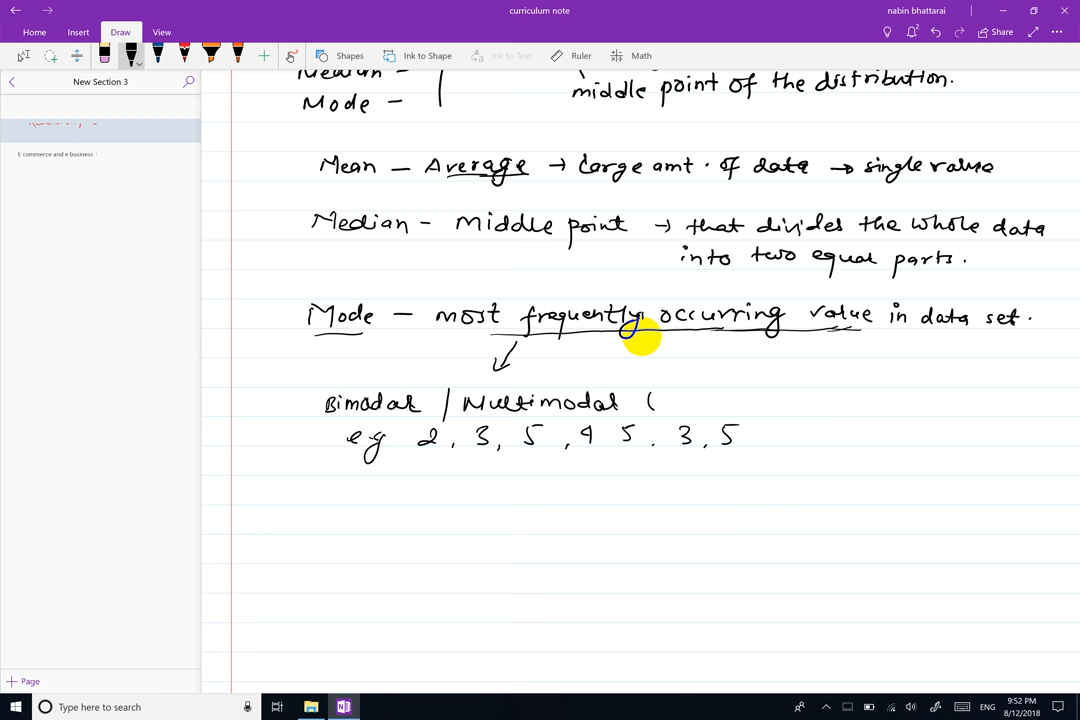 curriculum note
nabin bhattarai
Home Insert Draw View
Share
Shapes Ink to Shape Ink to Text Ruler Math
New Section 3
E commerce and e business
Median -
Mode -
middle point of the distribution.
Mean - Average → Large amt. of data → single value
Median - Middle point → that divides the whole data
into two equal parts.
Mode - most frequently occurring value in data set.
Bimodal / Multimodal (
e.g 2, 3, 5, 4 5. 3, 5
+ Page
Type here to search
ENG
9:52 PM
8/12/2018